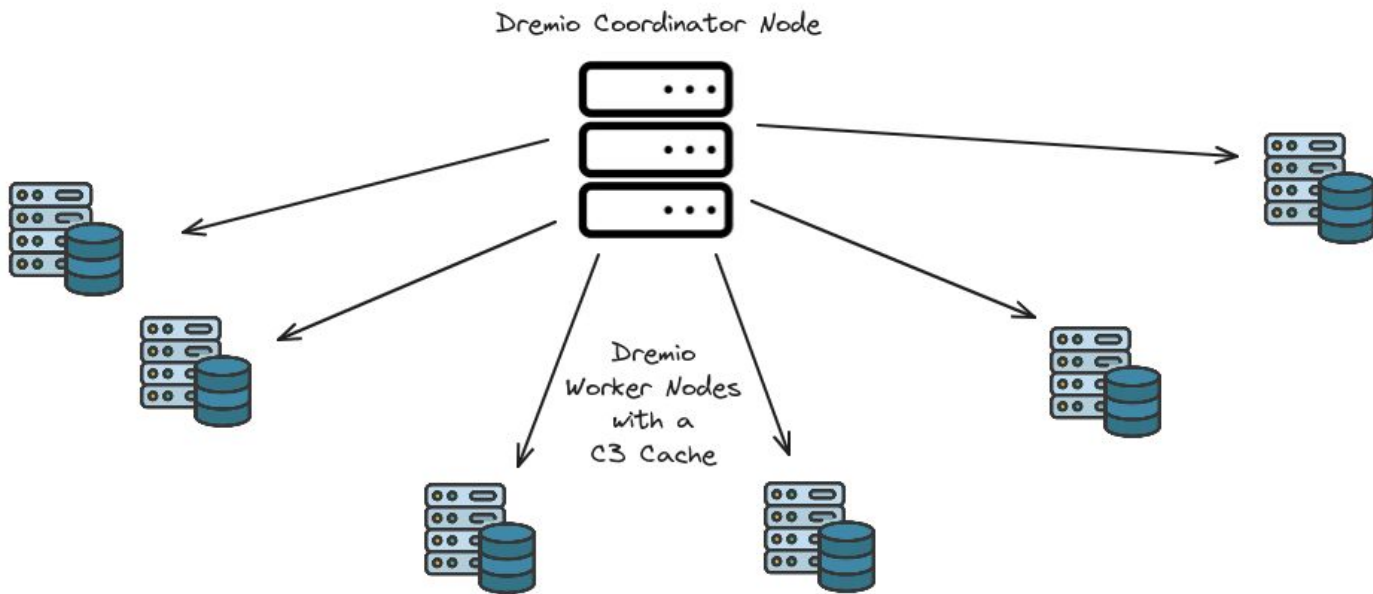 Dremio Coordinator Node
Dremio
Worker Nodes
with a
C3 Cache